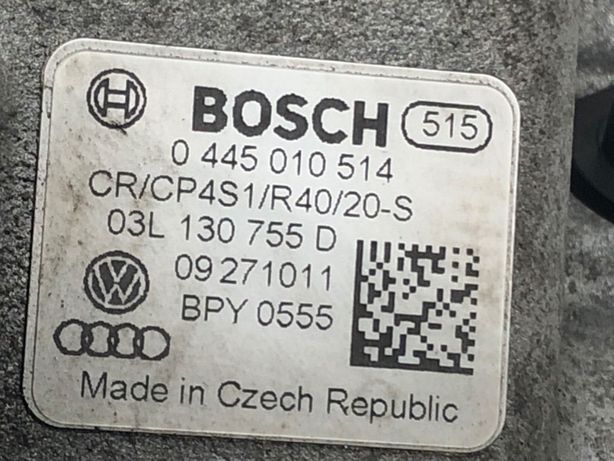 BOSCH 515
0 445 010 514
CR/CP4S1/R40/20-S
03L 130 755 D
09 271011
BPY 0555
Made in Czech Republic